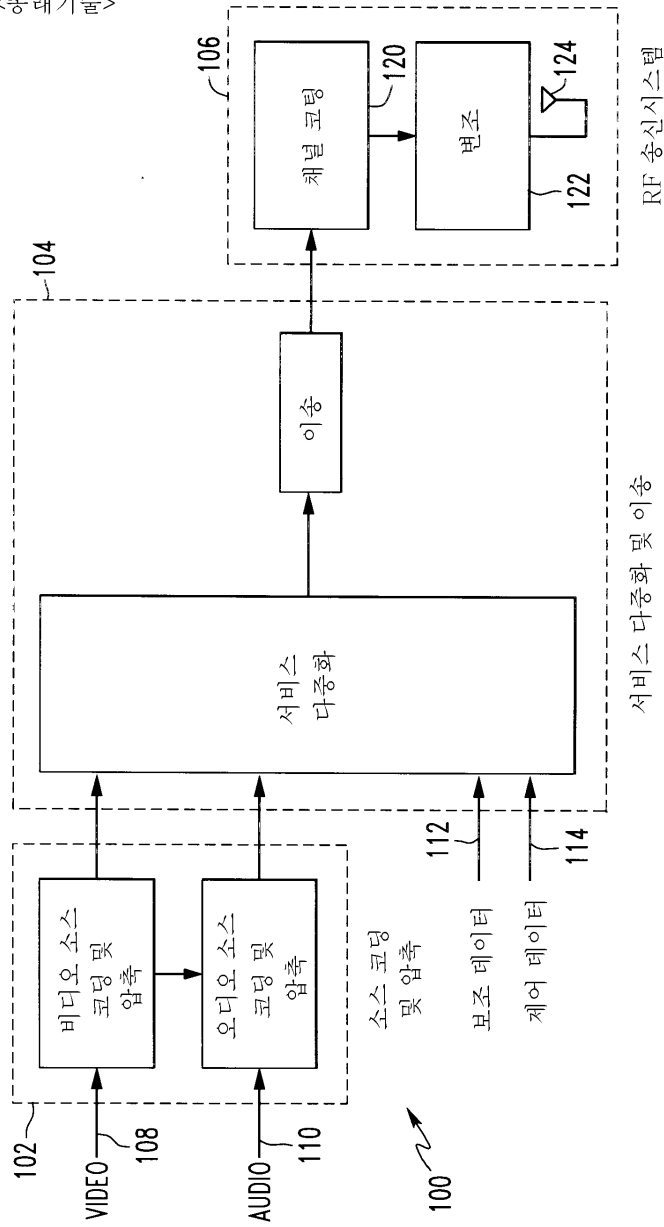 <종래기술>
VIDEO
108
102
비디오 소스
코딩 및
압축
AUDIO
110
오디오 소스
코딩 및
압축
소스 코딩
및 압축
보조 데이터
112
제어 데이터
114
100
104
서비스
다중화
이송
서비스 다중화 및 이송
106
채널 코팅
120
변조
122
124
RF 송신시스템